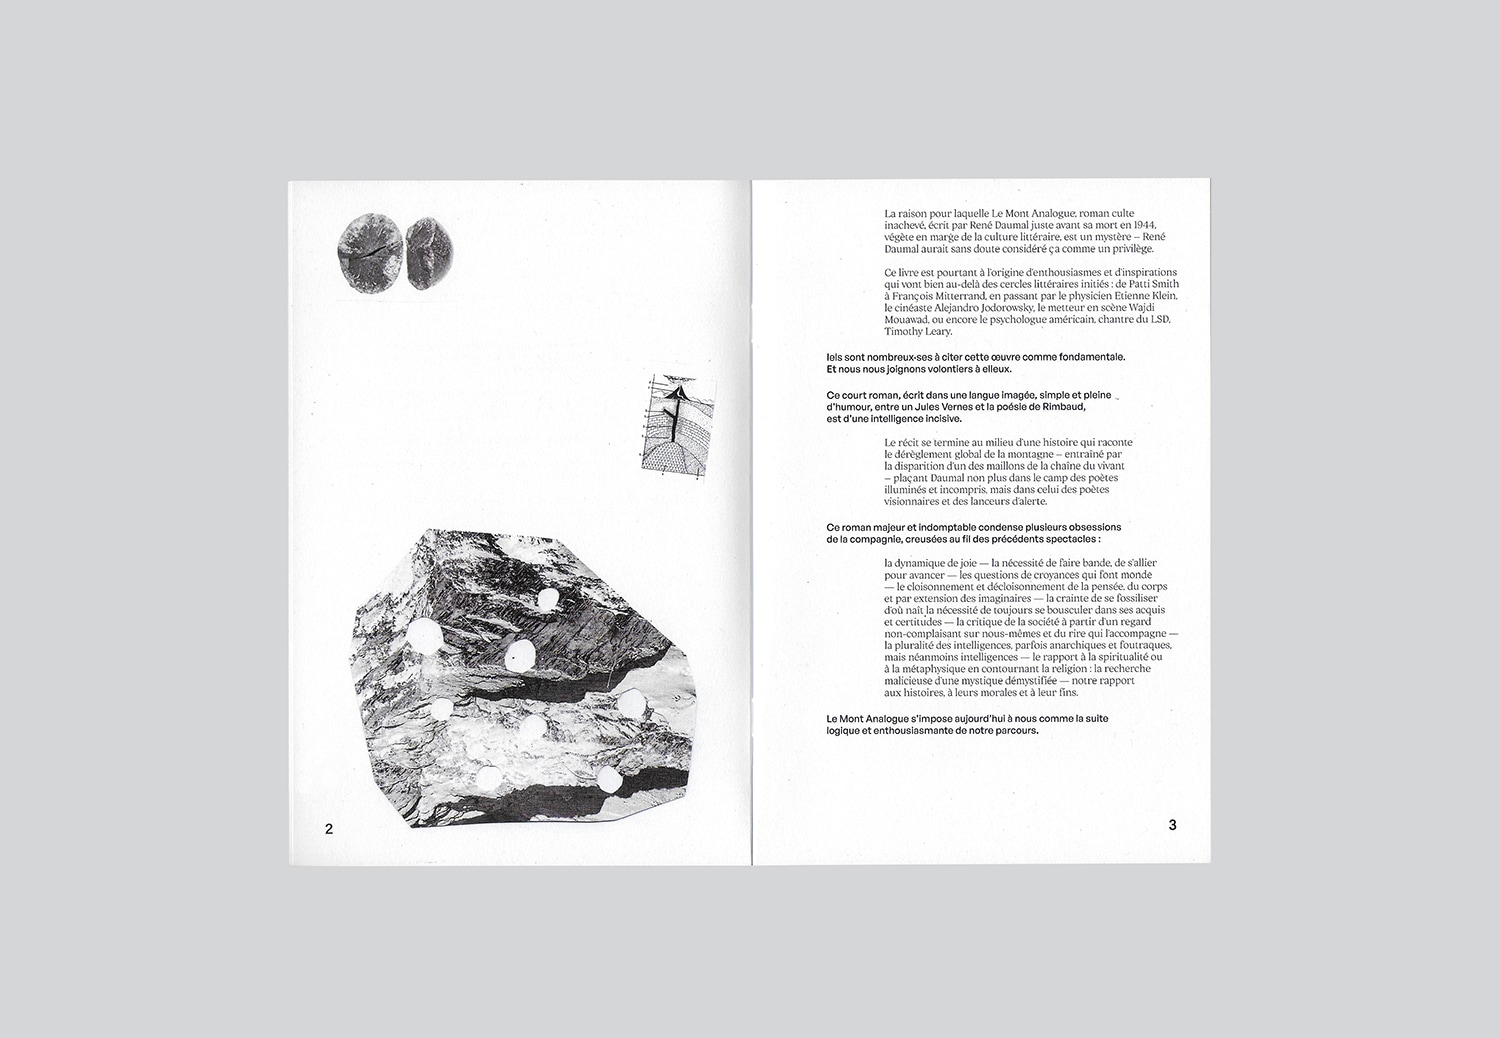 La raison pour laquelle Le Mont Analogue, roman culte
inachevé, écrit par René Daumal juste avant sa mort en 1944,
végète en marge de la culture littéraire, est un mystère – René
Daumal aurait sans doute considéré ça comme un privilège.
Ce livre est pourtant à l'origine d'enthousiasmes et d'inspirations
qui vont bien au-delà des cercles littéraires initiés : de Patti Smith
à François Mitterrand, en passant par le physicien Etienne Klein,
le cinéaste Alejandro Jodorowsky, le metteur en scène Wajdi
Mouawad, ou encore le psychologue américain, chantre du LSD,
Timothy Leary.
Iels sont nombreux·ses à citer cette œuvre comme fondamentale.
Et nous nous joignons volontiers à elleux.
Ce court roman, écrit dans une langue imagée, simple et pleine
d'humour, entre un Jules Vernes et la poésie de Rimbaud,
est d'une intelligence incisive.
Le récit se termine au milieu d'une histoire qui raconte
le dérèglement global de la montagne – entraîné par
la disparition d'un des maillons de la chaîne du vivant
– plaçant Daumal non plus dans le camp des poètes
illuminés et incompris, mais dans celui des poètes
visionnaires et des lanceurs d'alerte.
Ce roman majeur et indomptable condense plusieurs obsessions
de la compagnie, creusées au fil des précédents spectacles :
la dynamique de joie — la nécessité de faire bande, de s'allier
pour avancer — les questions de croyances qui font monde
— le cloisonnement et décloisonnement de la pensée, du corps
et par extension des imaginaires — la crainte de se fossiliser
d'où naît la nécessité de toujours se bousculer dans ses acquis
et certitudes — la critique de la société à partir d'un regard
non-complaisant sur nous-mêmes et du rire qui l'accompagne —
la pluralité des intelligences, parfois anarchiques et foutraques,
mais néanmoins intelligences — le rapport à la spiritualité ou
à la métaphysique en contournant la religion : la recherche
malicieuse d'une mystique démystifiée — notre rapport
aux histoires, à leurs morales et à leur fins.
Le Mont Analogue s'impose aujourd'hui à nous comme la suite
logique et enthousiasmante de notre parcours.
2
3